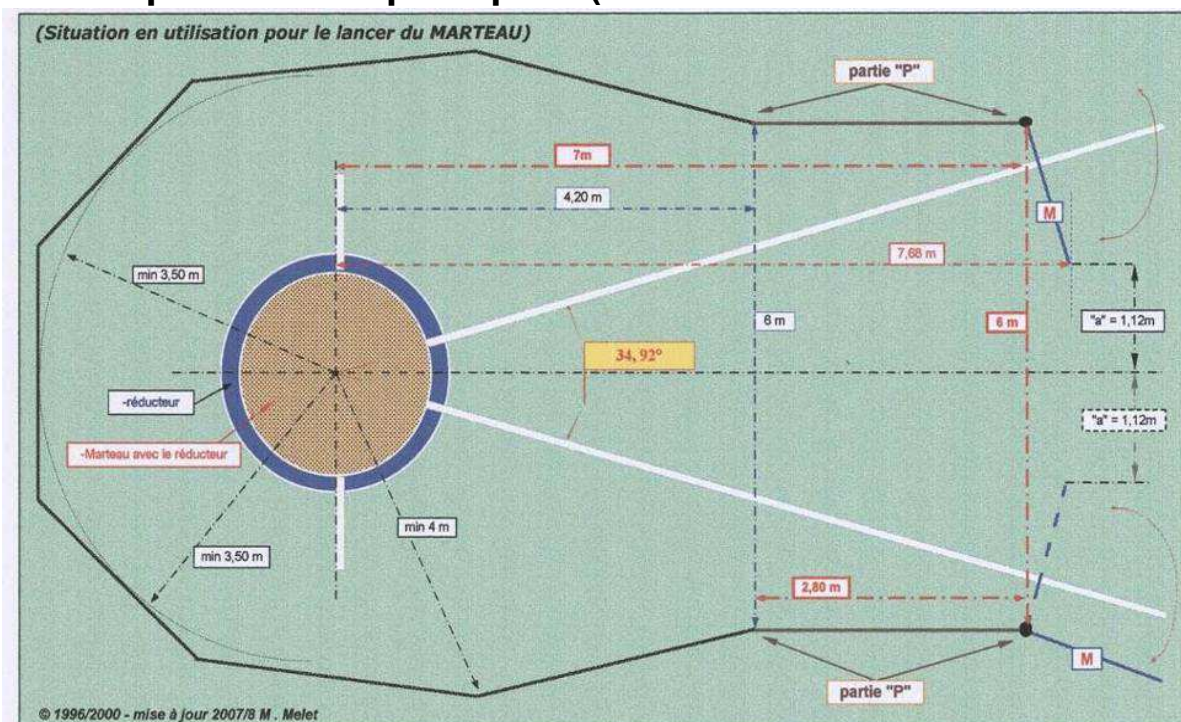 (Situation en utilisation pour le lancer du MARTEAU)
partie "P"
7m
4,20 m
M
7,68 m
min 3,50 m
6 m
6 m
"a" = 1,12m
34, 92°
-réducteur
"a" = 1,12m
-Marteau avec le réducteur
min 4 m
min 3,50 m
2,80 m
M
partie "P"
© 1996/2000 - mise à jour 2007/8 M . Melet